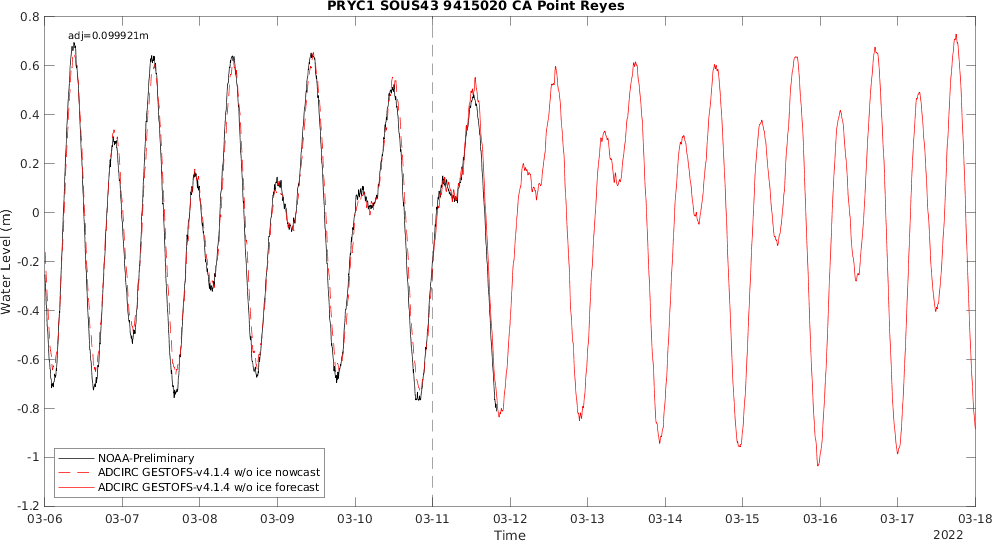 PRYC1 SOUS43 9415020 CA Point Reyes
adj=0.099921m
0.8
0.6
0.4
0.2
0
-0.2
-0.4
-0.6
-0.8
-1
-1.2
Water Level (m)
NOAA-Preliminary
ADCIRC GESTOFS-v4.1.4 w/o ice nowcast
ADCIRC GESTOFS-v4.1.4 w/o ice forecast
03-06 03-07 03-08 03-09 03-10 03-11 03-12 03-13 03-14 03-15 03-16 03-17 03-18
Time
2022